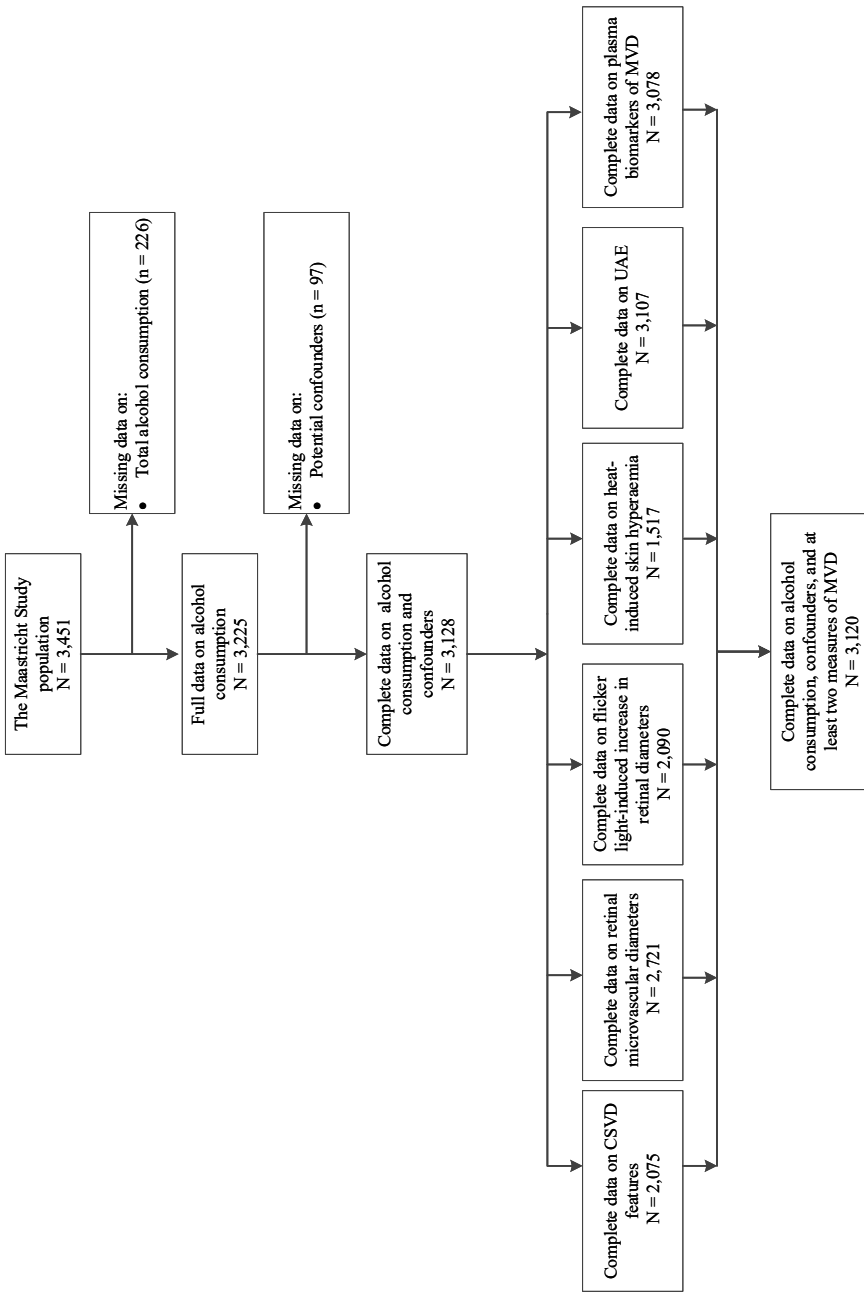 The Maastricht Study
population
N = 3,451
Missing data on:
• Total alcohol consumption (n = 226)
Full data on alcohol
consumption
N = 3,225
Missing data on:
• Potential confounders (n = 97)
Complete data on alcohol
consumption and
confounders
N = 3,128
Complete data on CSVD
features
N = 2,075
Complete data on retinal
microvascular diameters
N = 2,721
Complete data on flicker
light-induced increase in
retinal diameters
N = 2,090
Complete data on heat-
induced skin hyperaemia
N = 1,517
Complete data on UAE
N = 3,107
Complete data on plasma
biomarkers of MVD
N = 3,078
Complete data on alcohol
consumption, confounders, and at
least two measures of MVD
N = 3,120